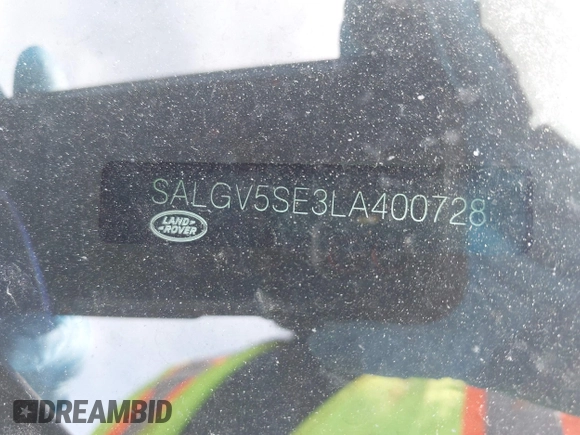 SALGV5SE3LA400728
LAND
ROVER
DREAMBID